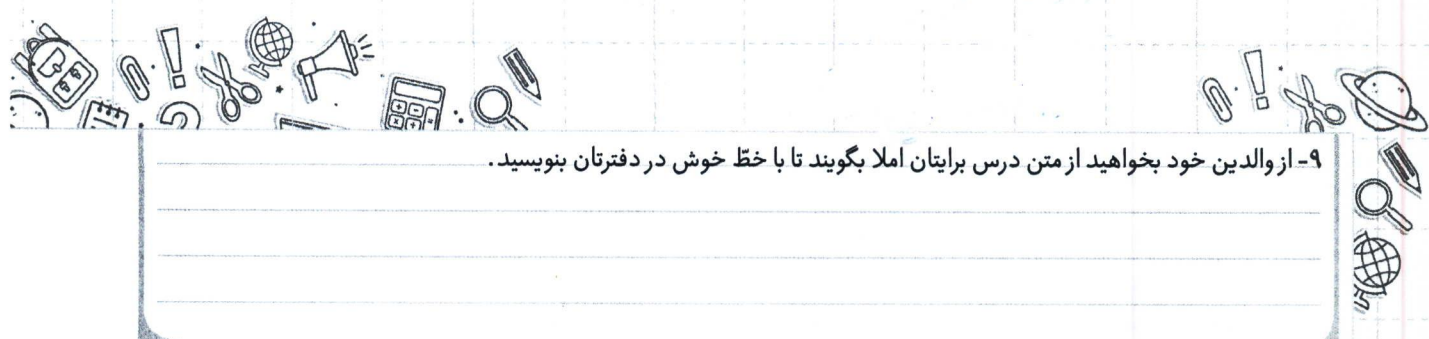 ۹- از والدین خود بخواهید از متن درس برایتان املا بگویند تا با خطّ خوش در دفترتان بنویسید.